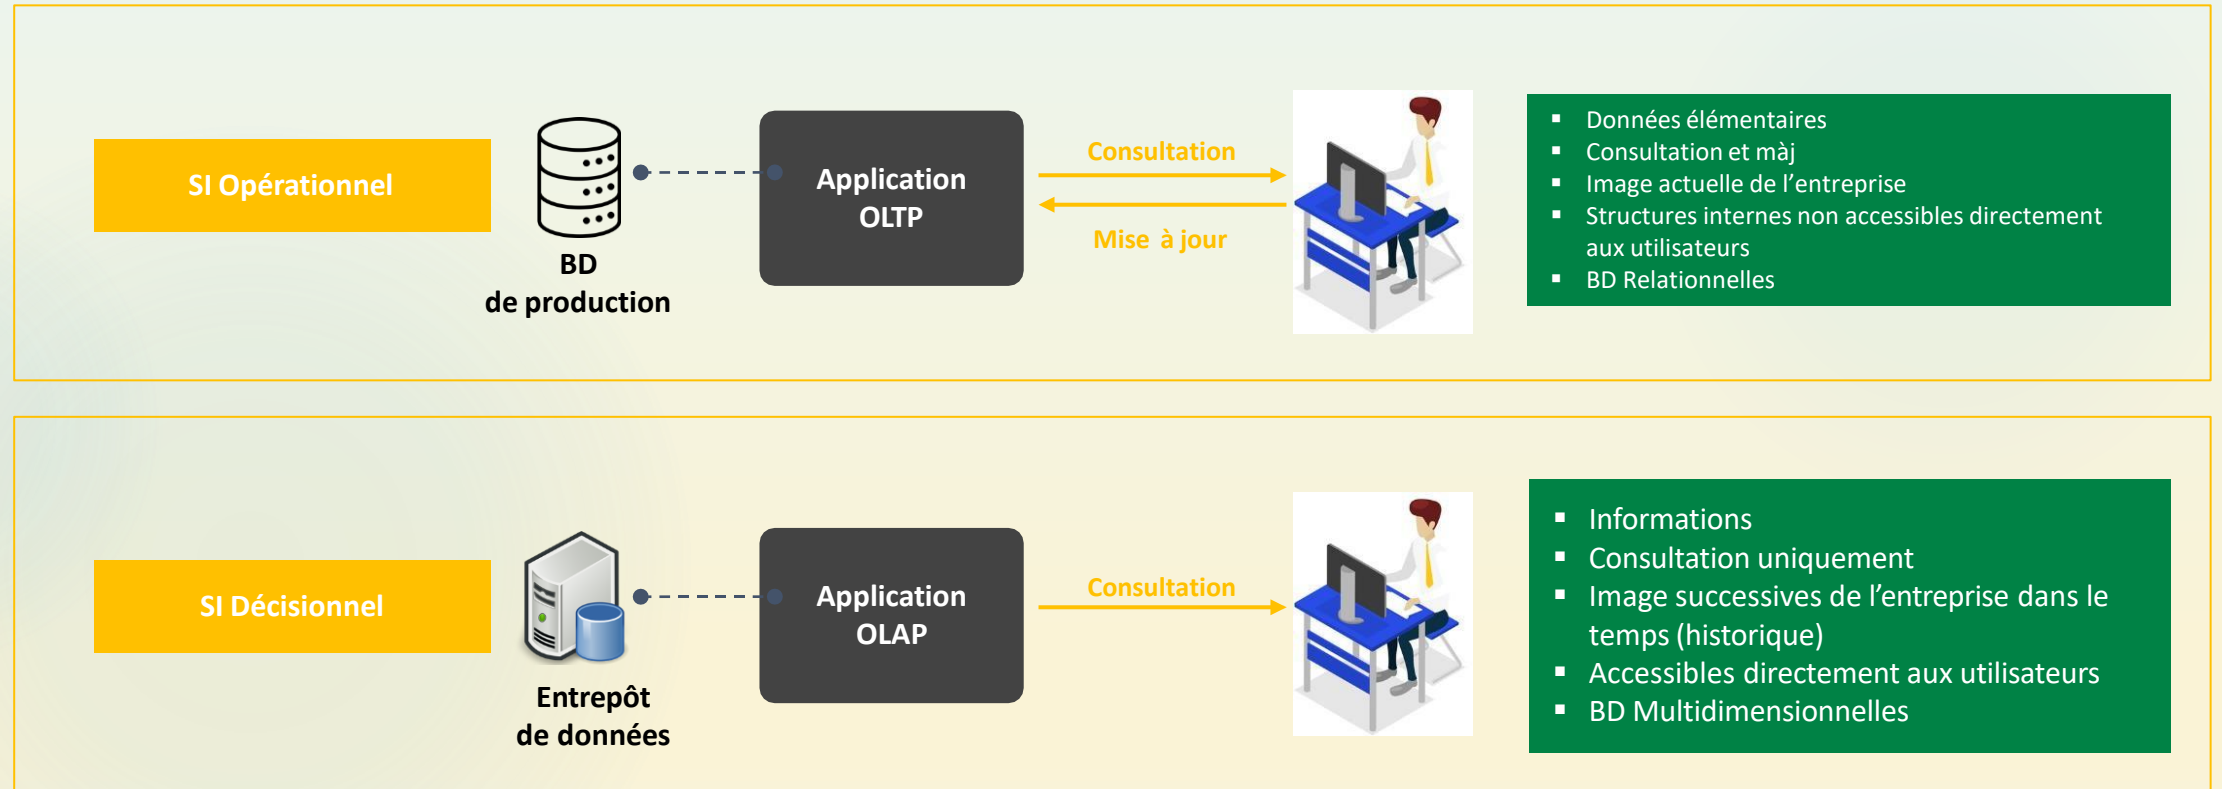 SI Opérationnel
BD
de production
Application
OLTP
Consultation
Mise à jour
▪ Données élémentaires
▪ Consultation et màj
▪ Image actuelle de l’entreprise
▪ Structures internes non accessibles directement
aux utilisateurs
▪ BD Relationnelles
SI Décisionnel
Entrepôt
de données
Application
OLAP
Consultation
▪ Informations
▪ Consultation uniquement
▪ Image successives de l’entreprise dans le
temps (historique)
▪ Accessibles directement aux utilisateurs
▪ BD Multidimensionnelles